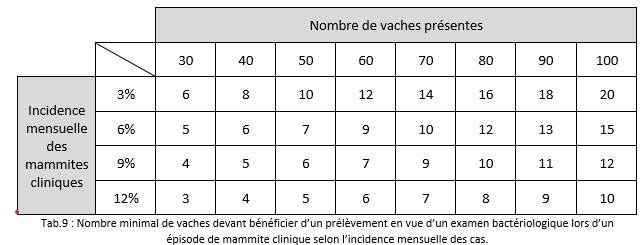 Nombre de vaches présentes
30 40 50 60 70 80 90 100
Incidence
mensuelle
des
mammites
cliniques
3% 6 8 10 12 14 16 18 20
6% 5 6 7 9 10 12 13 15
9% 4 5 6 7 9 10 11 12
12% 3 4 5 6 7 8 9 10
Tab.9 : Nombre minimal de vaches devant bénéficier d’un prélèvement en vue d’un examen bactériologique lors d’un
épisode de mammite clinique selon l’incidence mensuelle des cas.